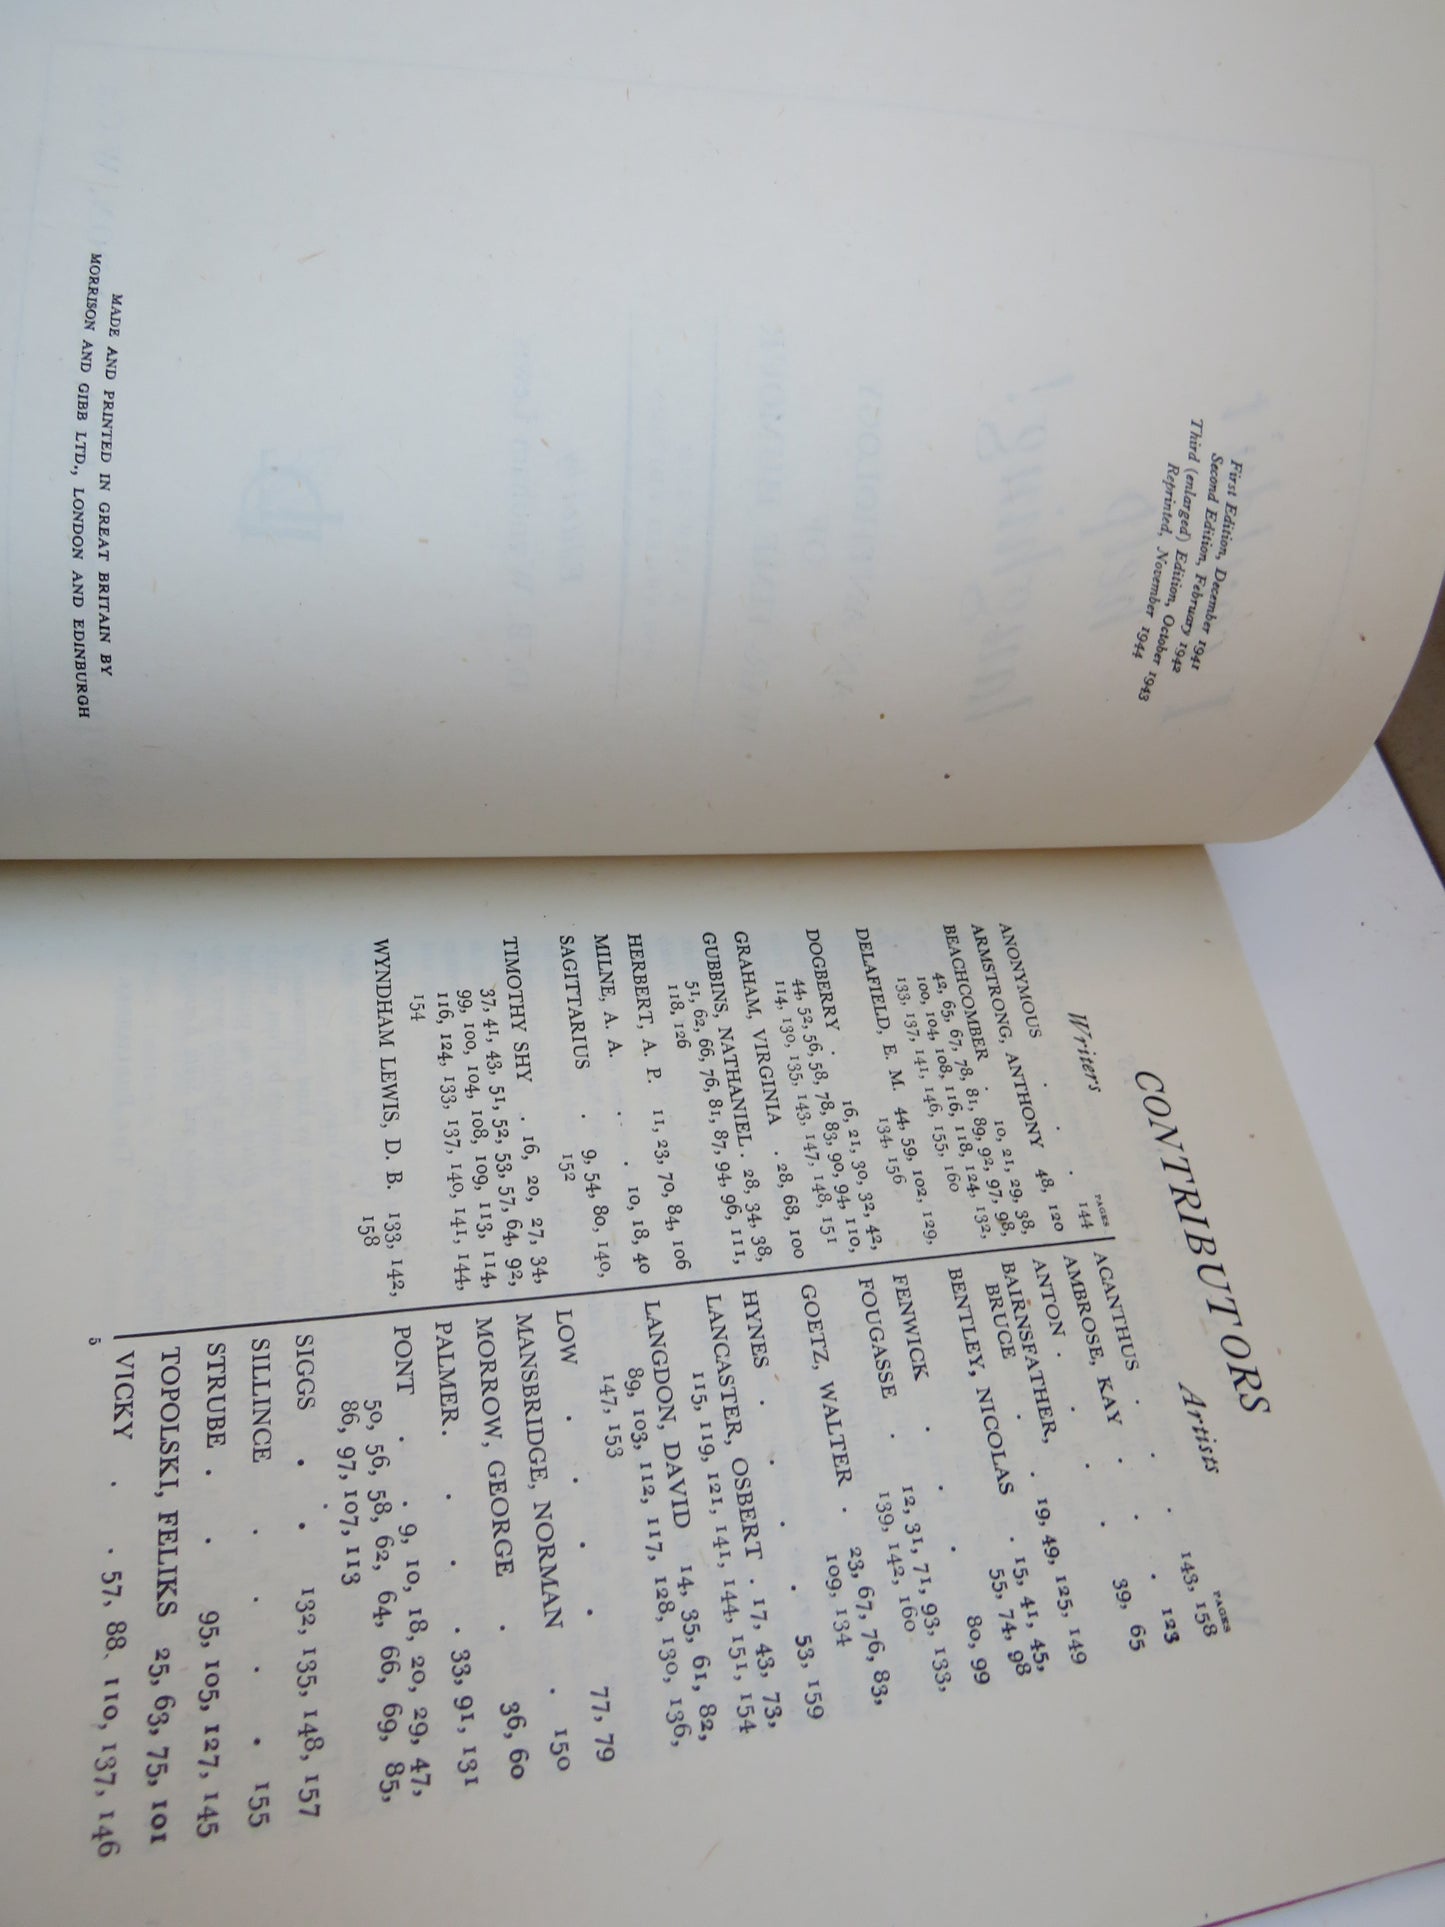 First Edition, December 1941
Second Edition, February 1942
Third (enlarged) Edition, October 1943
Reprinted, November 1944
MADE AND PRINTED IN GREAT BRITAIN BY
MORRISON AND GIBB LTD., LONDON AND EDINBURGH
CONTRIBUTORS
Writers
PAGES
ANONYMOUS . . . 144
ARMSTRONG, ANTHONY 48, 120
BEACHCOMBER . 10, 21, 29, 38,
42, 65, 67, 78, 81, 89, 92, 97, 98,
100, 104, 108, 116, 118, 124, 132,
133, 137, 141, 146, 155, 160
DELAFIELD, E. M. 44, 59, 102, 129,
134, 156
DOGBERRY . 16, 21, 30, 32, 42,
44, 52, 56, 58, 78, 83, 90, 94, 110,
114, 130, 135, 143, 147, 148, 151
GRAHAM, VIRGINIA . 28, 68, 100
GUBBINS, NATHANIEL . 28, 34, 38,
51, 62, 66, 76, 81, 87, 94, 96, 111,
118, 126
HERBERT, A. P. 11, 23, 70, 84, 106
MILNE, A. A. . . 10, 18, 40
SAGITTARIUS . 9, 54, 80, 140,
152
TIMOTHY SHY . 16, 20, 27, 34,
37, 41, 43, 51, 52, 53, 57, 64, 92,
99, 100, 104, 108, 109, 113, 114,
116, 124, 133, 137, 140, 141, 144,
154
WYNDHAM LEWIS, D. B. 133, 142,
158
Artists
PAGES
ACANTHUS . . . 143, 158
AMBROSE, KAY . . . 123
ANTON . . . 39, 65
BAIRNSFATHER,
BRUCE . . 19, 49, 125, 149
BENTLEY, NICOLAS . 15, 41, 45,
55, 74, 98
FENWICK . . . 80, 99
FOUGASSE . 12, 31, 71, 93, 133,
139, 142, 160
GOETZ, WALTER . 23, 67, 76, 83,
109, 134
HYNES . . . . 53, 159
LANCASTER, OSBERT . 17, 43, 73,
115, 119, 121, 141, 144, 151, 154
LANGDON, DAVID 14, 35, 61, 82,
89, 103, 112, 117, 128, 130, 136,
147, 153
LOW . . . . 77, 79
MANSBRIDGE, NORMAN . 150
MORROW, GEORGE . 36, 60
PALMER . . . . 33, 91, 131
PONT . . 9, 10, 18, 20, 29, 47,
50, 56, 58, 62, 64, 66, 69, 85,
86, 97, 107, 113
SIGGS . . 132, 135, 148, 157
SILLINCE . . . . 155
STRUBE . . 95, 105, 127, 145
TOPOLSKI, FELIKS 25, 63, 75, 101
VICKY . . 57, 88, 110, 137, 146
5